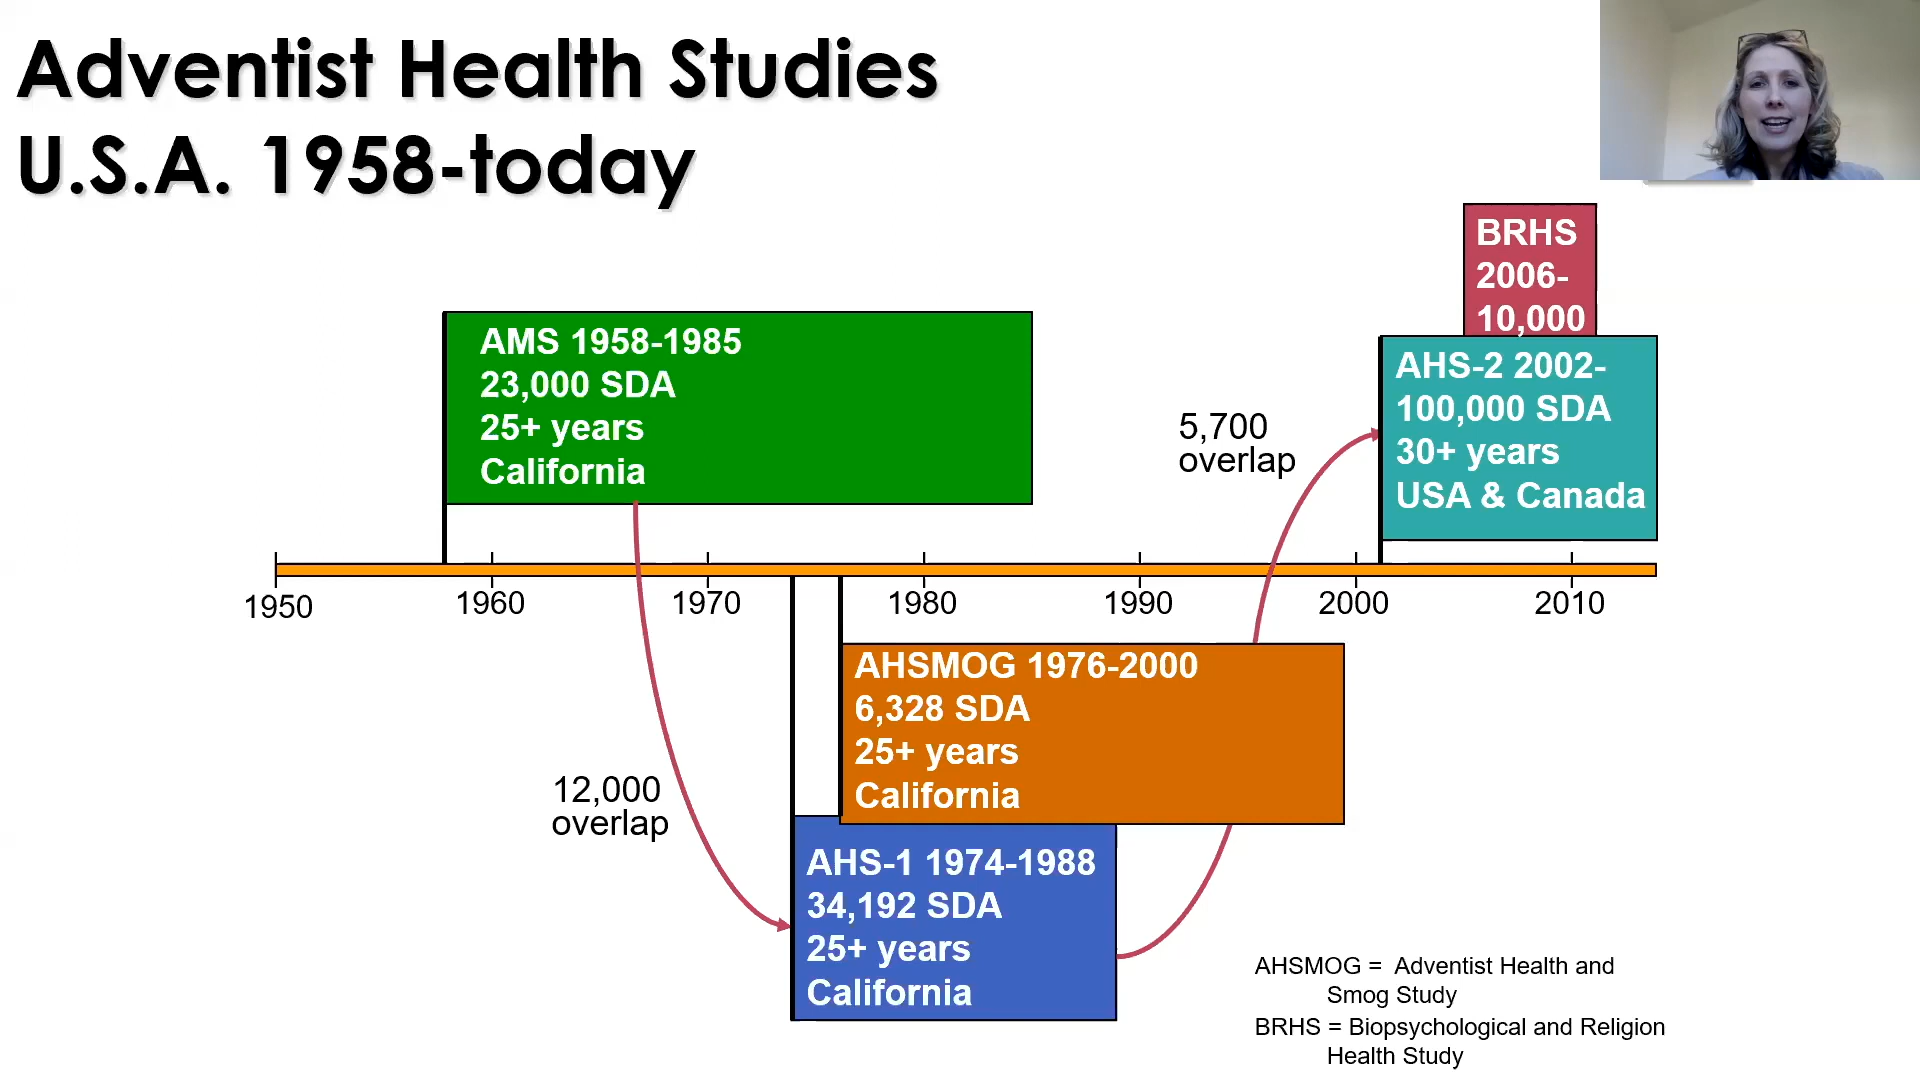 Adventist Health Studies
U.S.A. 1958-today
BRHS
2006-
10,000
AMS 1958-1985
23,000 SDA
25+ years
California
AHS-2 2002-
100,000 SDA
30+ years
USA & Canada
5,700
overlap
1950
1960
1970
1980
1990
2000
2010
AHSMOG 1976-2000
6,328 SDA
25+ years
California
12,000
overlap
AHS-1 1974-1988
34,192 SDA
25+ years
California
AHSMOG = Adventist Health and
Smog Study
BRHS = Biopsychological and Religion
Health Study